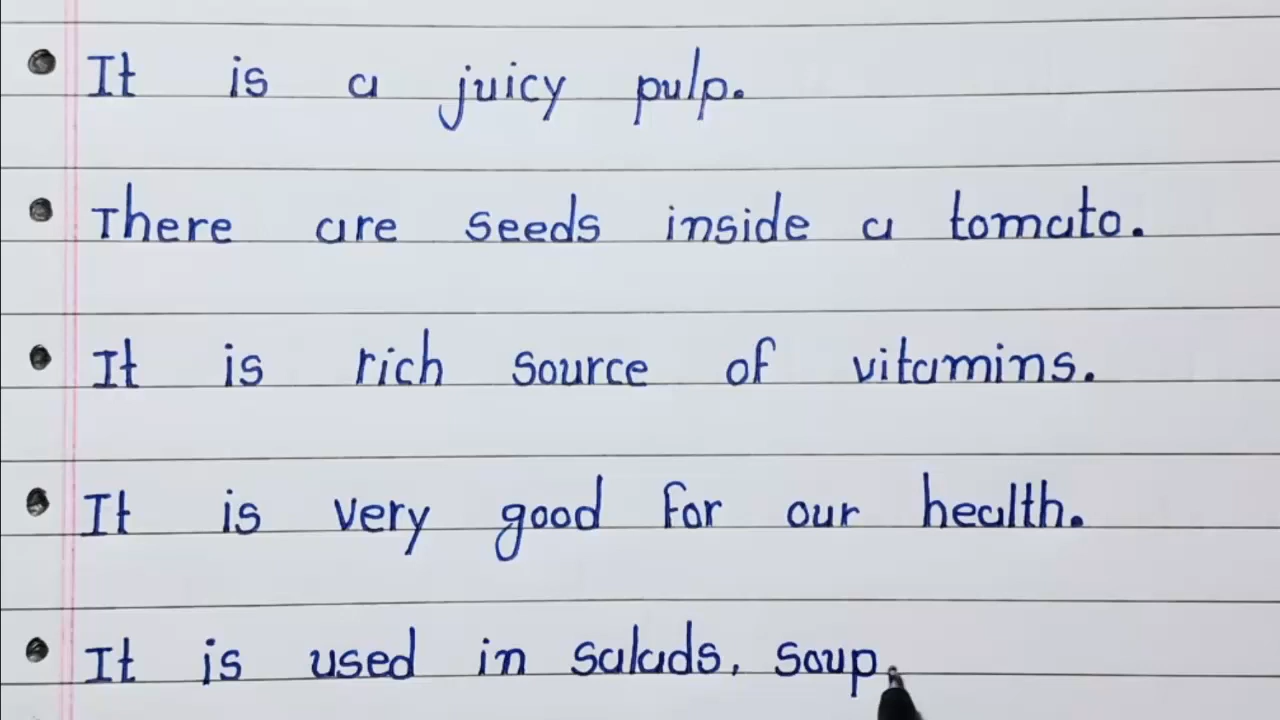 • It is a juicy pulp.
• There are seeds inside a tomato.
• It is rich source of vitamins.
• It is very good for our health.
• It is used in salads, soup